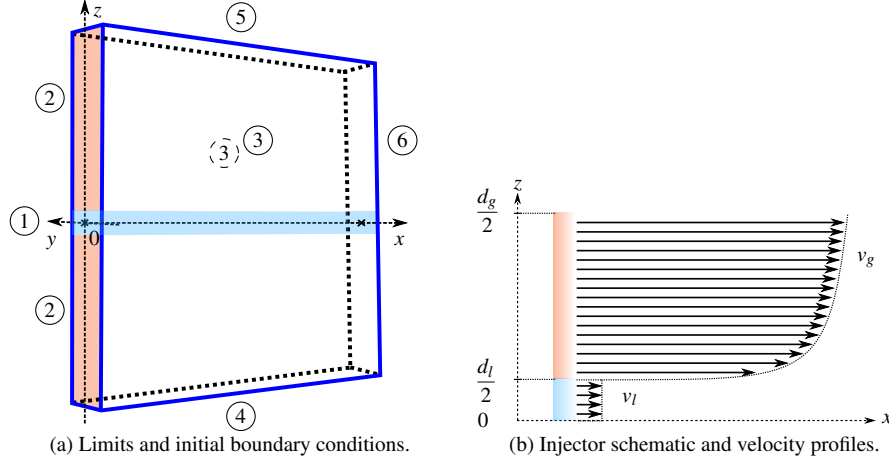 z
⑤
②
③
3
⑥
①
y
0
x
②
④
(a) Limits and initial boundary conditions.
z
d_g
2
v_g
d_l
2
v_l
0
x
(b) Injector schematic and velocity profiles.